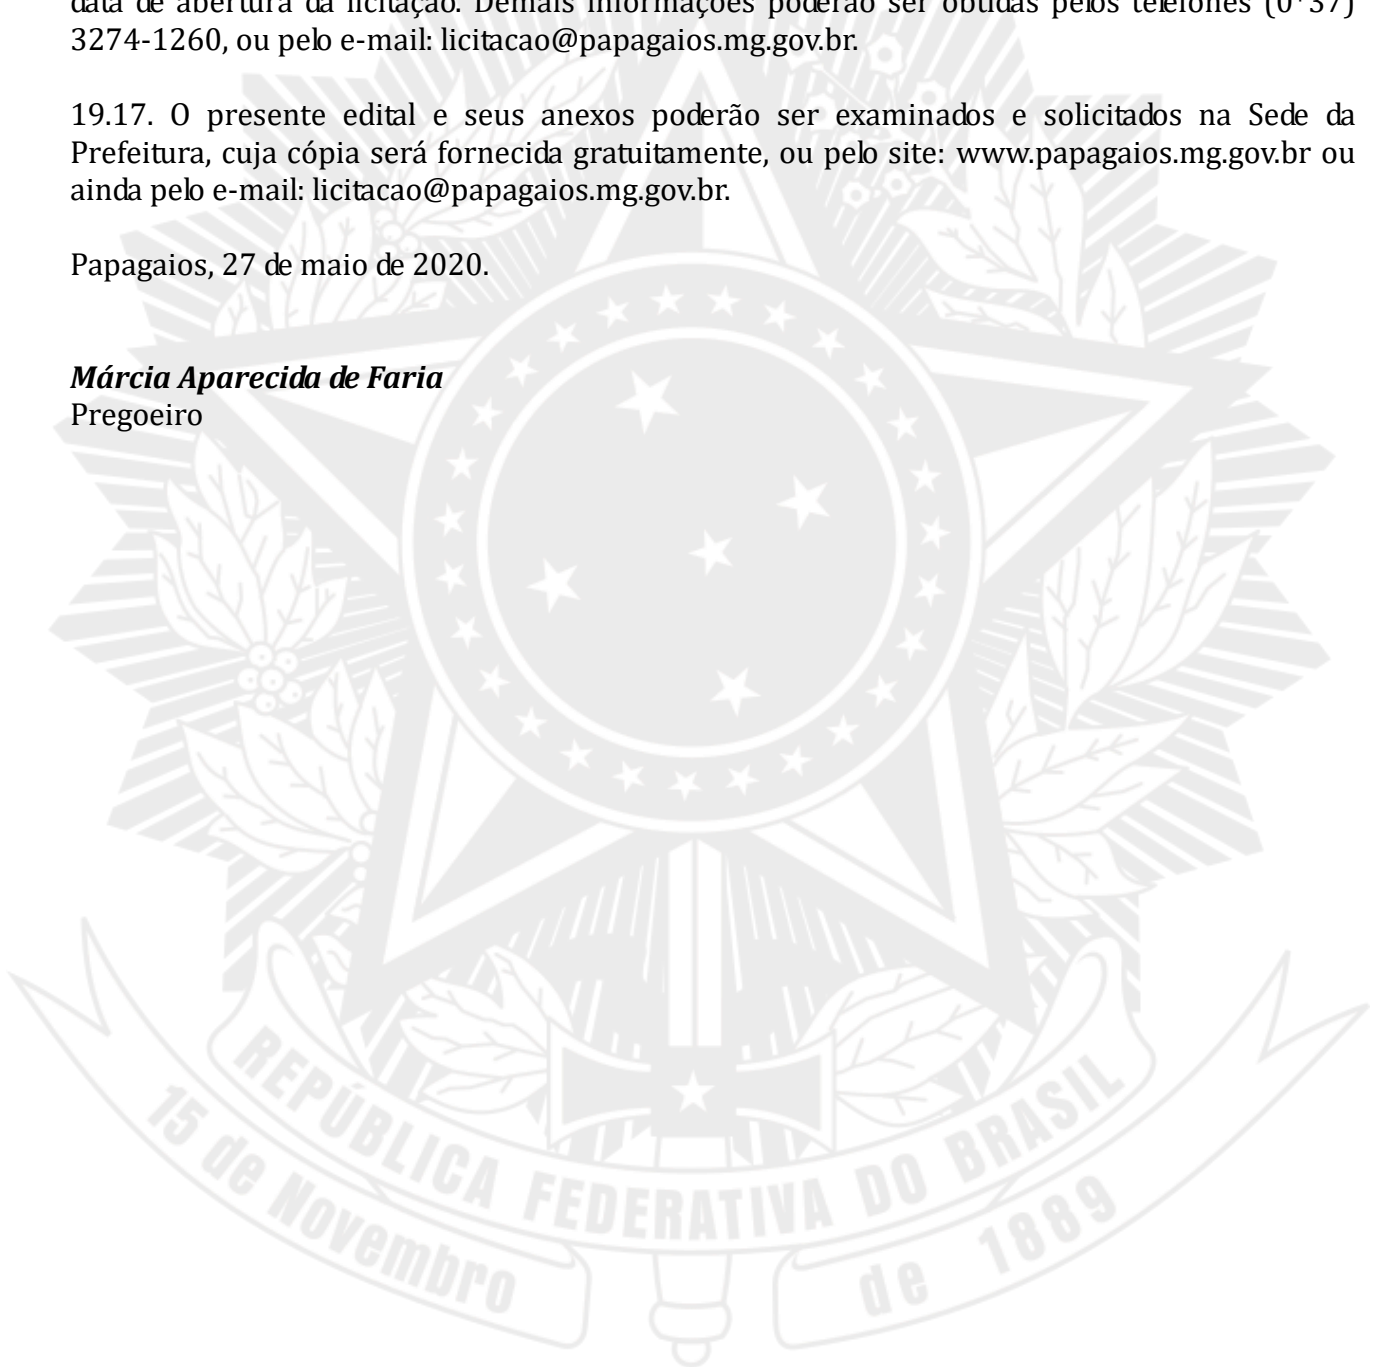 data de abertura da licitação. Demais informações poderão ser obtidas pelos telefones (0*37)
3274-1260, ou pelo e-mail: licitacao@papagaios.mg.gov.br.
19.17. O presente edital e seus anexos poderão ser examinados e solicitados na Sede da
Prefeitura, cuja cópia será fornecida gratuitamente, ou pelo site: www.papagaios.mg.gov.br ou
ainda pelo e-mail: licitacao@papagaios.mg.gov.br.
Papagaios, 27 de maio de 2020.
Márcia Aparecida de Faria
Pregoeiro
REPÚBLICA FEDERATIVA DO BRASIL
15 de Novembro de 1889